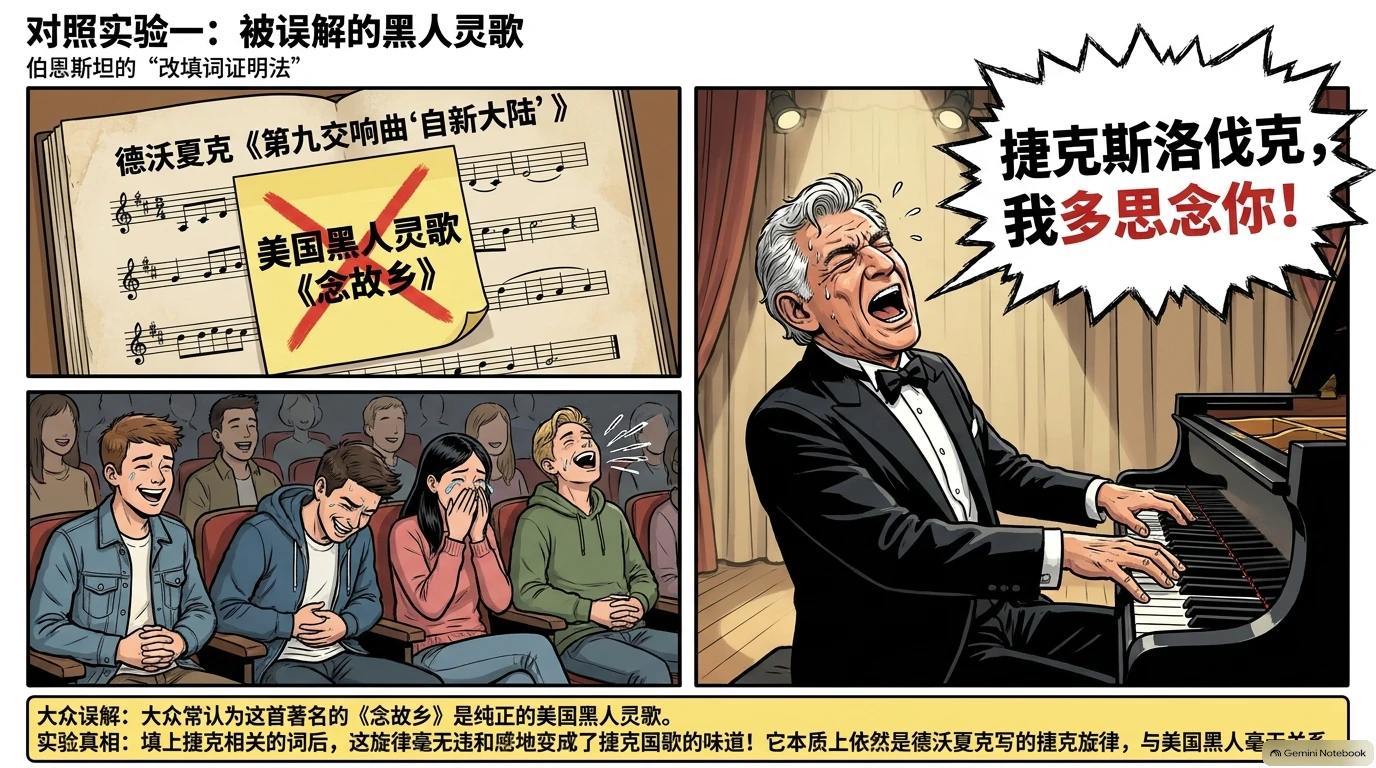 对照实验一：被误解的黑人灵歌
伯恩斯坦的“改填词证明法”
德沃夏克《第九交响曲‘自新大陆’》
美国黑人灵歌
《念故乡》
捷克斯洛伐克，
我多思念你！
大众误解：大众常认为这首著名的《念故乡》是纯正的美国黑人灵歌。
实验真相：填上捷克相关的词后，这旋律毫无违和感地变成了捷克国歌的味道！它本质上依然是德沃夏克写的捷克旋律，与美国黑人毫无关系
Gemini Notebook